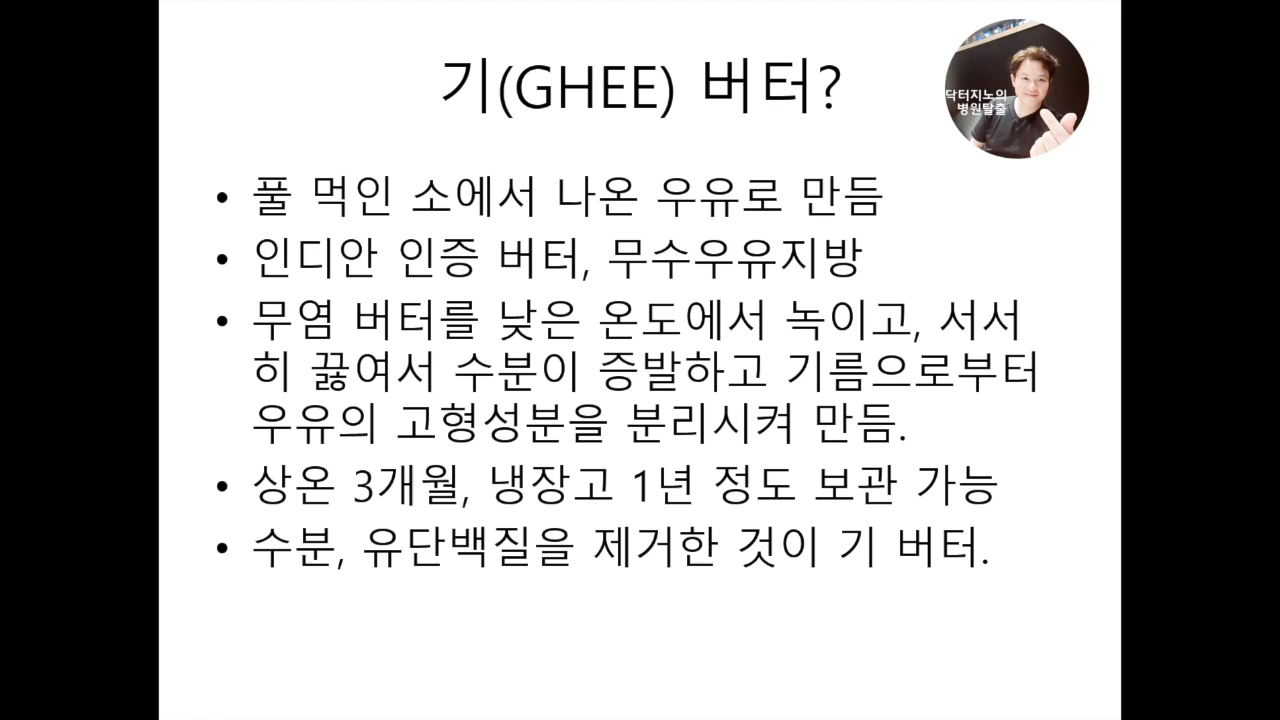 기(GHEE) 버터?
닥터지노의
병원탈출
• 풀 먹인 소에서 나온 우유로 만듬
• 인디안 인증 버터, 무수우유지방
• 무염 버터를 낮은 온도에서 녹이고, 서서
히 끓여서 수분이 증발하고 기름으로부터
우유의 고형성분을 분리시켜 만듬.
• 상온 3개월, 냉장고 1년 정도 보관 가능
• 수분, 유단백질을 제거한 것이 기 버터.